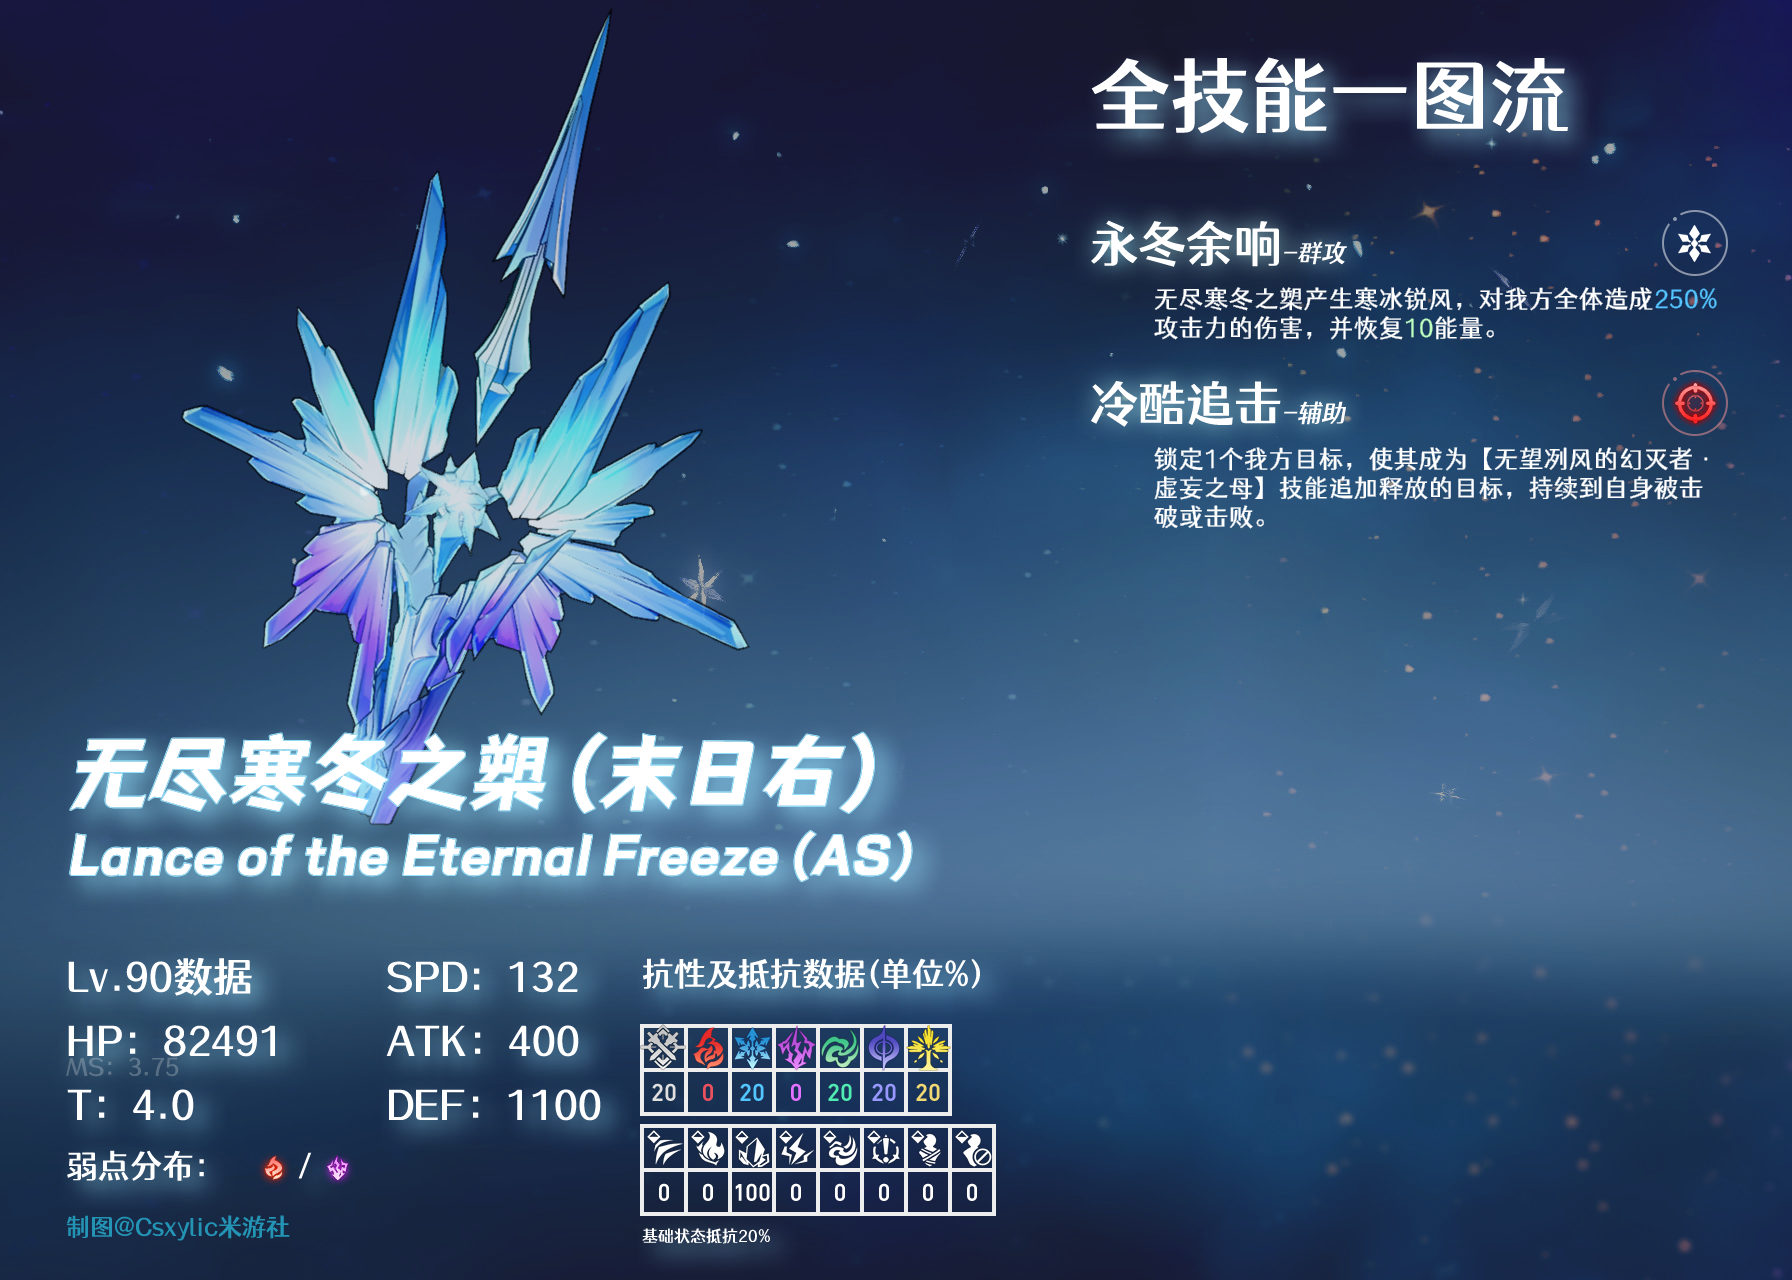 全技能一图流
永冬余响-群攻
无尽寒冬之槊产生寒冰锐风，对我方全体造成250%
攻击力的伤害，并恢复10能量。
冷酷追击-辅助
锁定1个我方目标，使其成为【无望冽风的幻灭者·
虚妄之母】技能追加释放的目标，持续到自身被击
破或击败。
无尽寒冬之槊（末日右）
Lance of the Eternal Freeze (AS)
Lv.90数据
SPD：132
HP：82491
ATK：400
MS：3.75
T：4.0
DEF：1100
弱点分布： /
制图@Csxylic米游社
抗性及抵抗数据(单位%)
20 0 20 0 20 20 20
0 0 100 0 0 0 0 0
基础状态抵抗20%